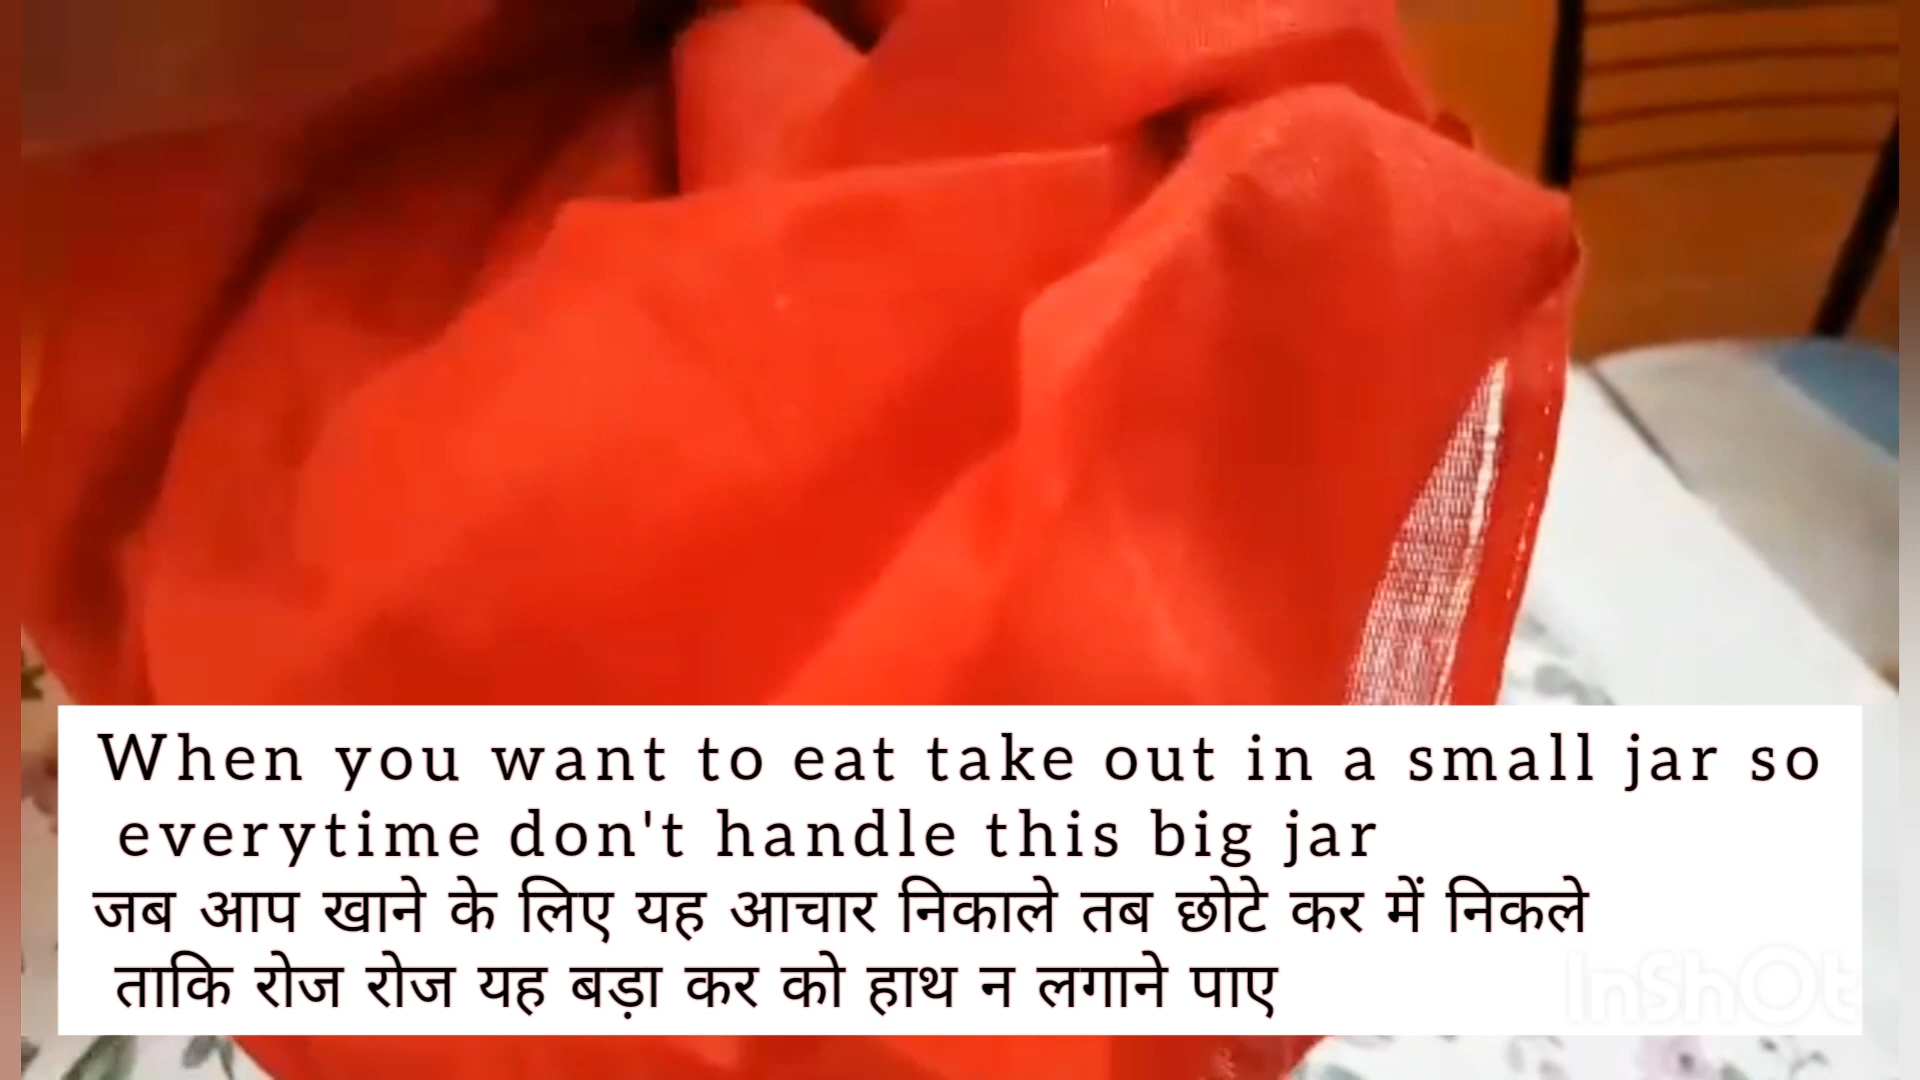 When you want to eat take out in a small jar so
everytime don't handle this big jar
जब आप खाने के लिए यह आचार निकाले तब छोटे कर में निकले
ताकि रोज रोज यह बड़ा कर को हाथ न लगाने पाए
InShOt